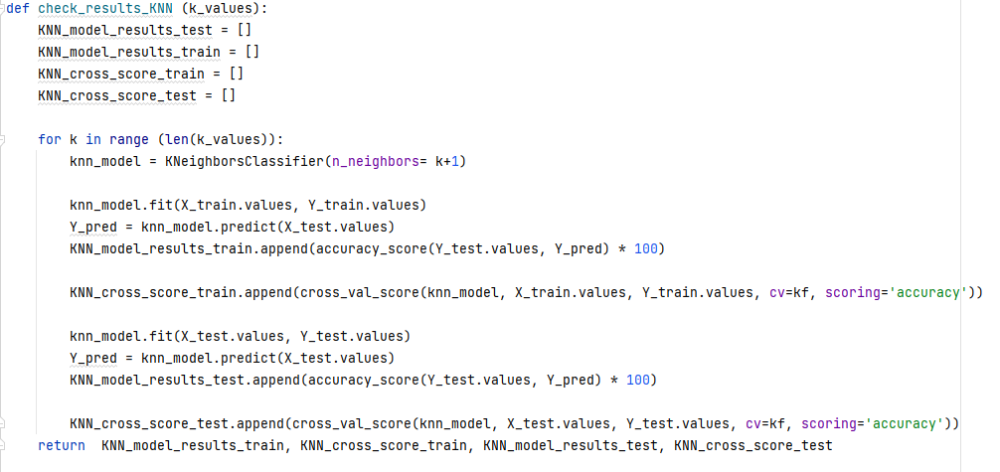 def check_results_KNN (k_values):
    KNN_model_results_test = []
    KNN_model_results_train = []
    KNN_cross_score_train = []
    KNN_cross_score_test = []

    for k in range (len(k_values)):
        knn_model = KNeighborsClassifier(n_neighbors= k+1)

        knn_model.fit(X_train.values, Y_train.values)
        Y_pred = knn_model.predict(X_test.values)
        KNN_model_results_train.append(accuracy_score(Y_test.values, Y_pred) * 100)

        KNN_cross_score_train.append(cross_val_score(knn_model, X_train.values, Y_train.values, cv=kf, scoring='accuracy'))

        knn_model.fit(X_test.values, Y_test.values)
        Y_pred = knn_model.predict(X_test.values)
        KNN_model_results_test.append(accuracy_score(Y_test.values, Y_pred) * 100)

        KNN_cross_score_test.append(cross_val_score(knn_model, X_test.values, Y_test.values, cv=kf, scoring='accuracy'))
    return  KNN_model_results_train, KNN_cross_score_train, KNN_model_results_test, KNN_cross_score_test